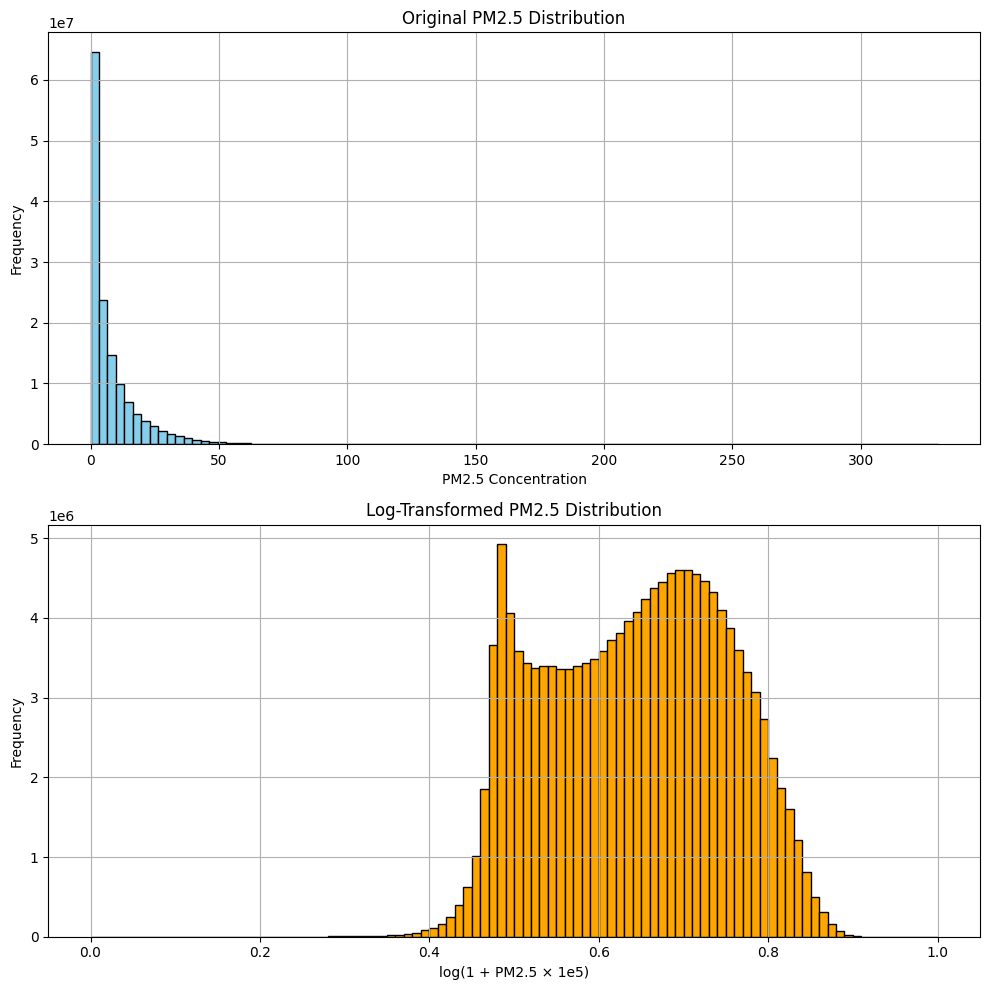 Original PM2.5 Distribution
1e7
6
5
4
3
2
1
0
Frequency
0 50 100 150 200 250 300
PM2.5 Concentration
Log-Transformed PM2.5 Distribution
1e6
5
4
3
2
1
0
Frequency
0.0 0.2 0.4 0.6 0.8 1.0
log(1 + PM2.5 × 1e5)